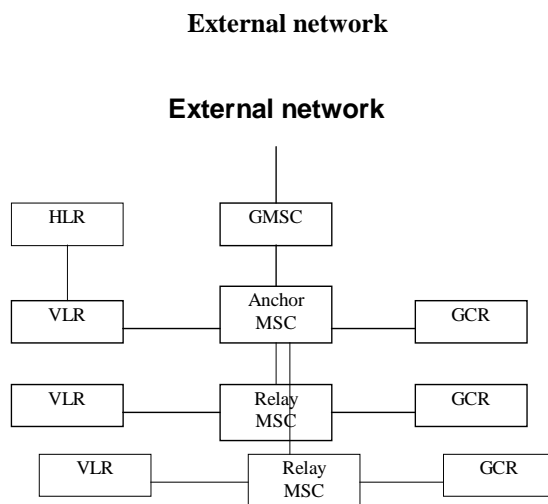 External network
External network
HLR
GMSC
VLR
Anchor
MSC
GCR
VLR
Relay
MSC
GCR
VLR
Relay
MSC
GCR